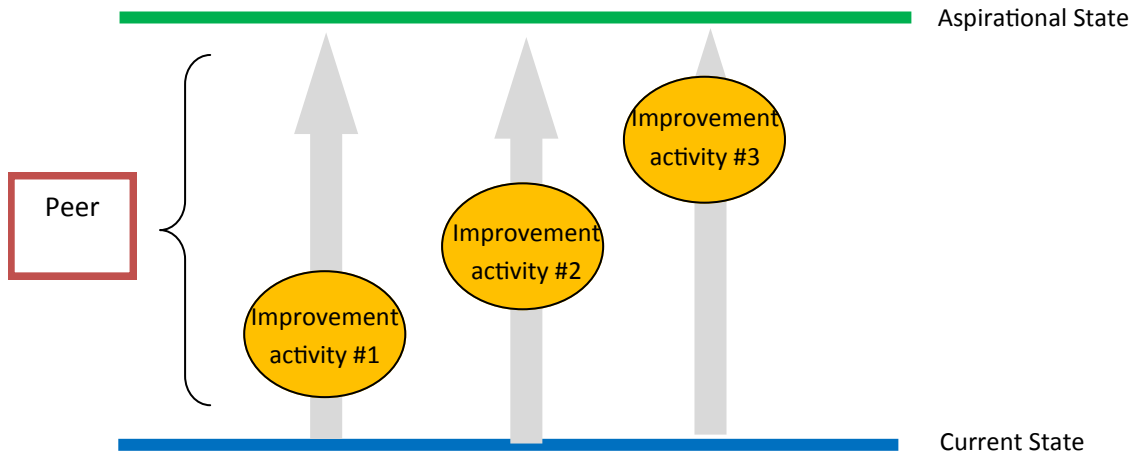 Aspirational State
Improvement
activity #3
Peer
Improvement
activity #2
Improvement
activity #1
Current State